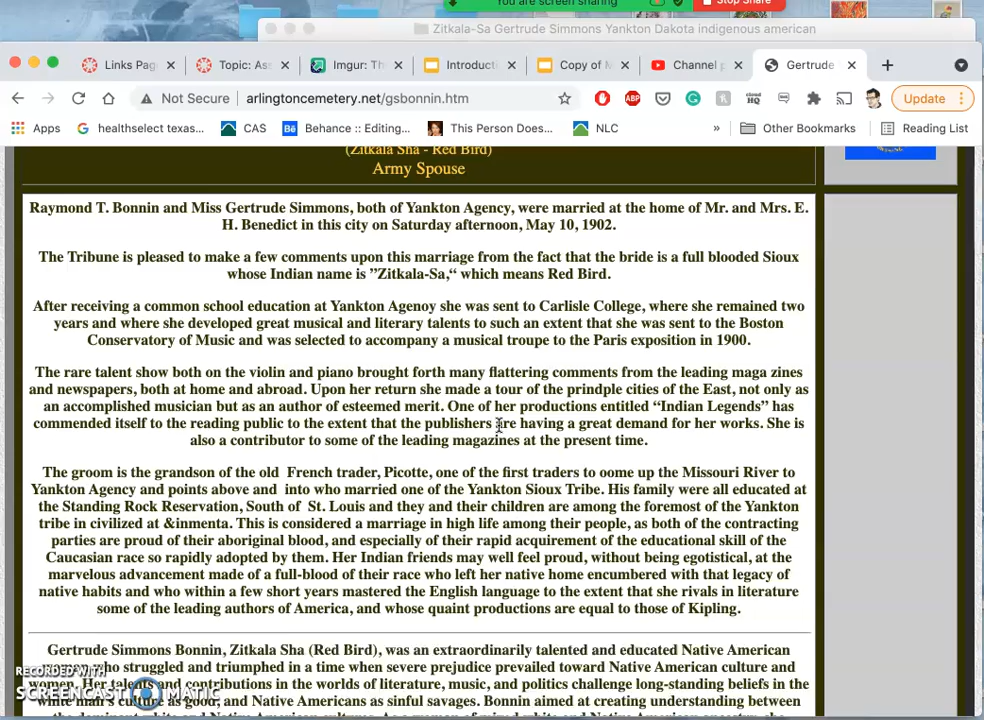 You are screen sharing
Stop Share
Zitkala-Sa Gertrude Simmons Yankton Dakota indigenous american
Links Pag
Topic: Ass
Imgur: Th
Introducti
Copy of M
Channel p
Gertrude
Not Secure
arlingtoncemetery.net/gsbonnin.htm
ABP
cloud
HQ
Update
Apps
healthselect texas...
CAS
Behance :: Editing...
This Person Does...
NLC
»
Other Bookmarks
Reading List
(Zitkala Sha - Red Bird)
Army Spouse
Raymond T. Bonnin and Miss Gertrude Simmons, both of Yankton Agency, were married at the home of Mr. and Mrs. E.
H. Benedict in this city on Saturday afternoon, May 10, 1902.
The Tribune is pleased to make a few comments upon this marriage from the fact that the bride is a full blooded Sioux
whose Indian name is ”Zitkala-Sa,“ which means Red Bird.
After receiving a common school education at Yankton Agenoy she was sent to Carlisle College, where she remained two
years and where she developed great musical and literary talents to such an extent that she was sent to the Boston
Conservatory of Music and was selected to accompany a musical troupe to the Paris exposition in 1900.
The rare talent show both on the violin and piano brought forth many flattering comments from the leading maga zines
and newspapers, both at home and abroad. Upon her return she made a tour of the prindple cities of the East, not only as
an accomplished musician but as an author of esteemed merit. One of her productions entitled “Indian Legends” has
commended itself to the reading public to the extent that the publishers are having a great demand for her works. She is
also a contributor to some of the leading magazines at the present time.
The groom is the grandson of the old French trader, Picotte, one of the first traders to oome up the Missouri River to
Yankton Agency and points above and into who married one of the Yankton Sioux Tribe. His family were all educated at
the Standing Rock Reservation, South of St. Louis and they and their children are among the foremost of the Yankton
tribe in civilized at &inmenta. This is considered a marriage in high life among their people, as both of the contracting
parties are proud of their aboriginal blood, and especially of their rapid acquirement of the educational skill of the
Caucasian race so rapidly adopted by them. Her Indian friends may well feel proud, without being egotistical, at the
marvelous advancement made of a full-blood of their race who left her native home encumbered with that legacy of
native habits and who within a few short years mastered the English language to the extent that she rivals in literature
some of the leading authors of America, and whose quaint productions are equal to those of Kipling.
Gertrude Simmons Bonnin, Zitkala Sha (Red Bird), was an extraordinarily talented and educated Native American
who struggled and triumphed in a time when severe prejudice prevailed toward Native American culture and
women. Her talents and contributions in the worlds of literature, music, and politics challenge long-standing beliefs in the
white man's culture as good, and Native Americans as sinful savages. Bonnin aimed at creating understanding between
RECORDED WITH
SCREENCAST MATIC